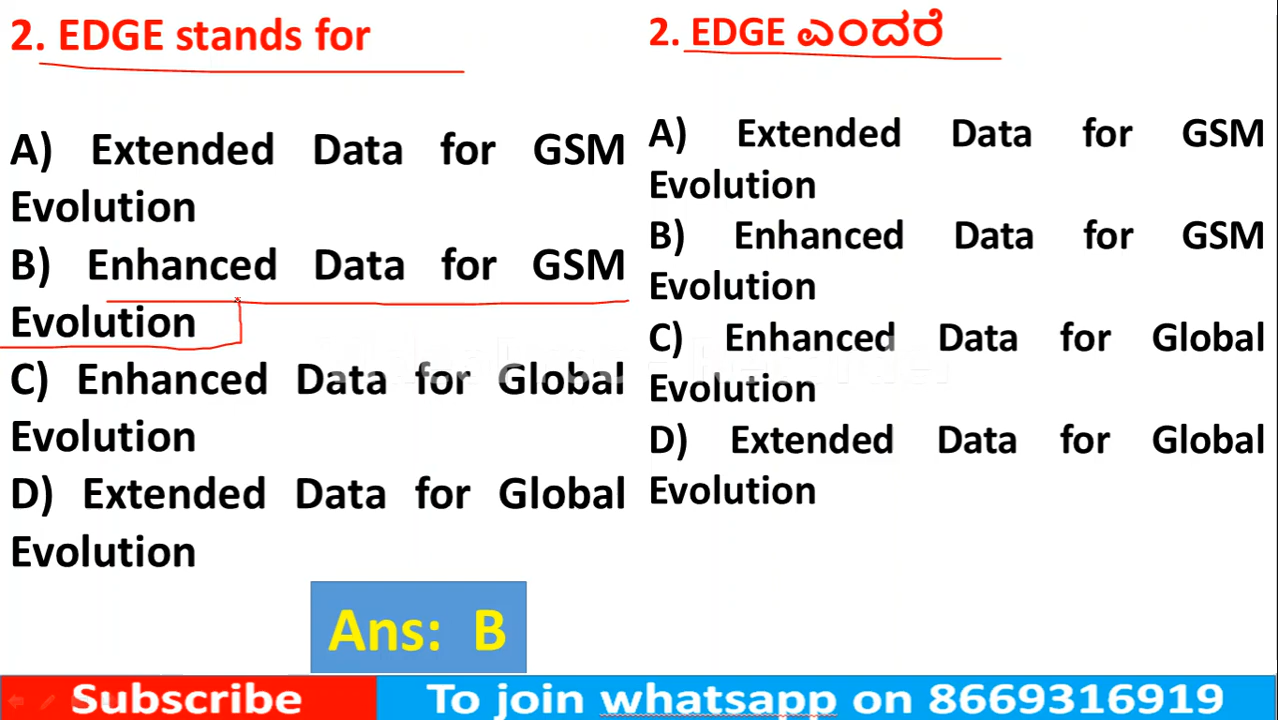 2. EDGE stands for
A) Extended Data for GSM
Evolution
B) Enhanced Data for GSM
Evolution
C) Enhanced Data for Global
Evolution
D) Extended Data for Global
Evolution
Ans: B
2. EDGE ಎಂದರೆ
A) Extended Data for GSM
Evolution
B) Enhanced Data for GSM
Evolution
C) Enhanced Data for Global
Evolution
D) Extended Data for Global
Evolution
Subscribe
To join whatsapp on 8669316919